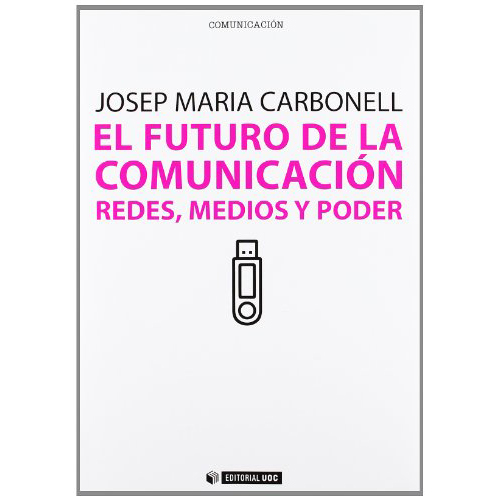 COMUNICACIÓN
JOSEP MARIA CARBONELL
EL FUTURO DE LA
COMUNICACIÓN
REDES, MEDIOS Y PODER
EDITORIAL UOC